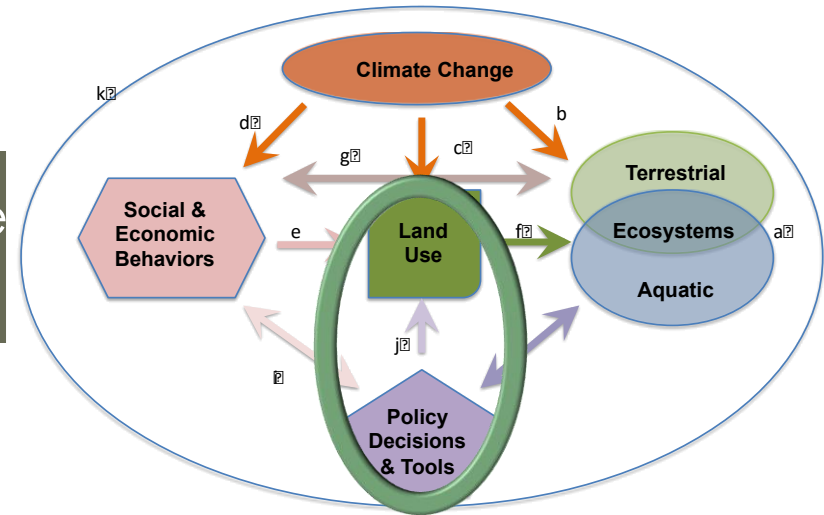 Climate Change
k
d
b
g
c
Terrestrial
Social &
Economic
Behaviors
e
Land
Use
f
Ecosystems
a
Aquatic
j
Policy
Decisions
& Tools
e